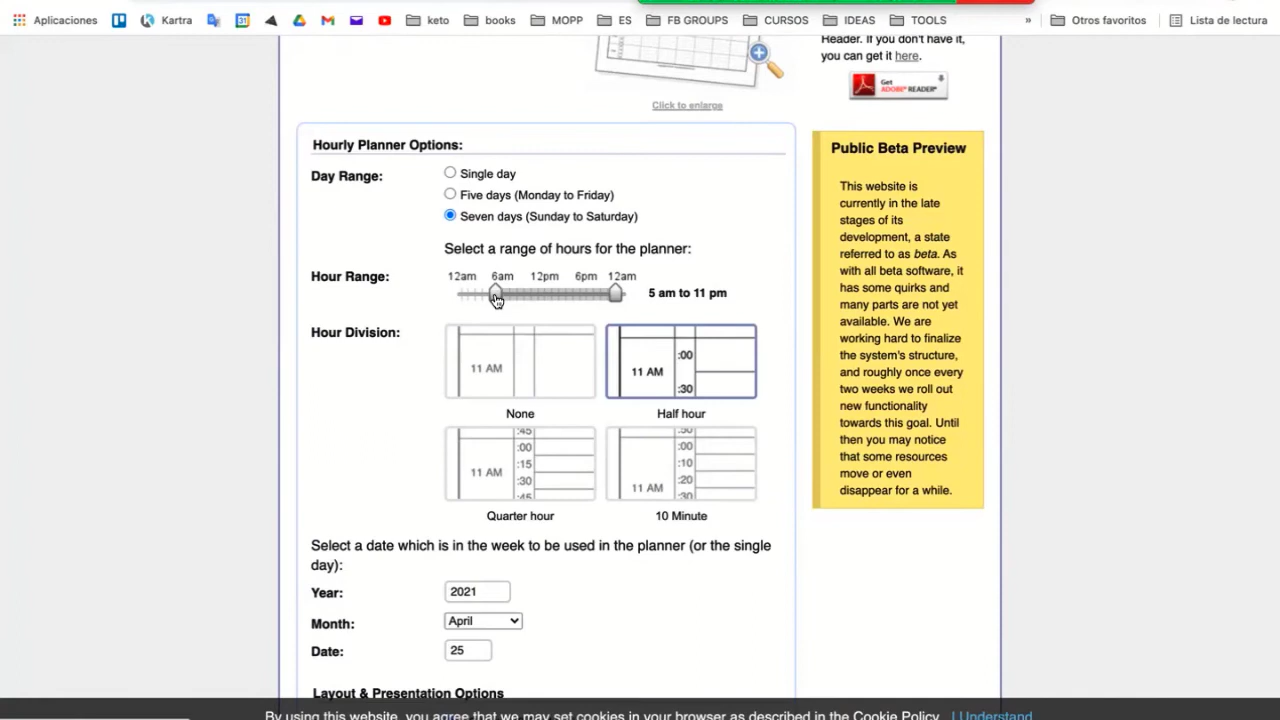 Aplicaciones Kartra keto books MOPP ES FB GROUPS CURSOS IDEAS TOOLS » Otros favoritos Lista de lectura
Reader. If you don't have it,
you can get it here.
Get
ADOBE® READER®
Click to enlarge
Hourly Planner Options:
Day Range:
Single day
Five days (Monday to Friday)
Seven days (Sunday to Saturday)
Select a range of hours for the planner:
Hour Range:
12am 6am 12pm 6pm 12am
5 am to 11 pm
Hour Division:
11 AM
None
:00
11 AM
:30
Half hour
:45
:00
:15
11 AM
:30
:45
Quarter hour
:50
:00
:10
:20
11 AM
:30
10 Minute
Select a date which is in the week to be used in the planner (or the single
day):
Year: 2021
Month: April
Date: 25
Layout & Presentation Options
Public Beta Preview
This website is
currently in the late
stages of its
development, a state
referred to as beta. As
with all beta software, it
has some quirks and
many parts are not yet
available. We are
working hard to finalize
the system's structure,
and roughly once every
two weeks we roll out
new functionality
towards this goal. Until
then you may notice
that some resources
move or even
disappear for a while.
By using this website, you agree that we may set cookies in your browser as described in the Cookie Policy. I Understand